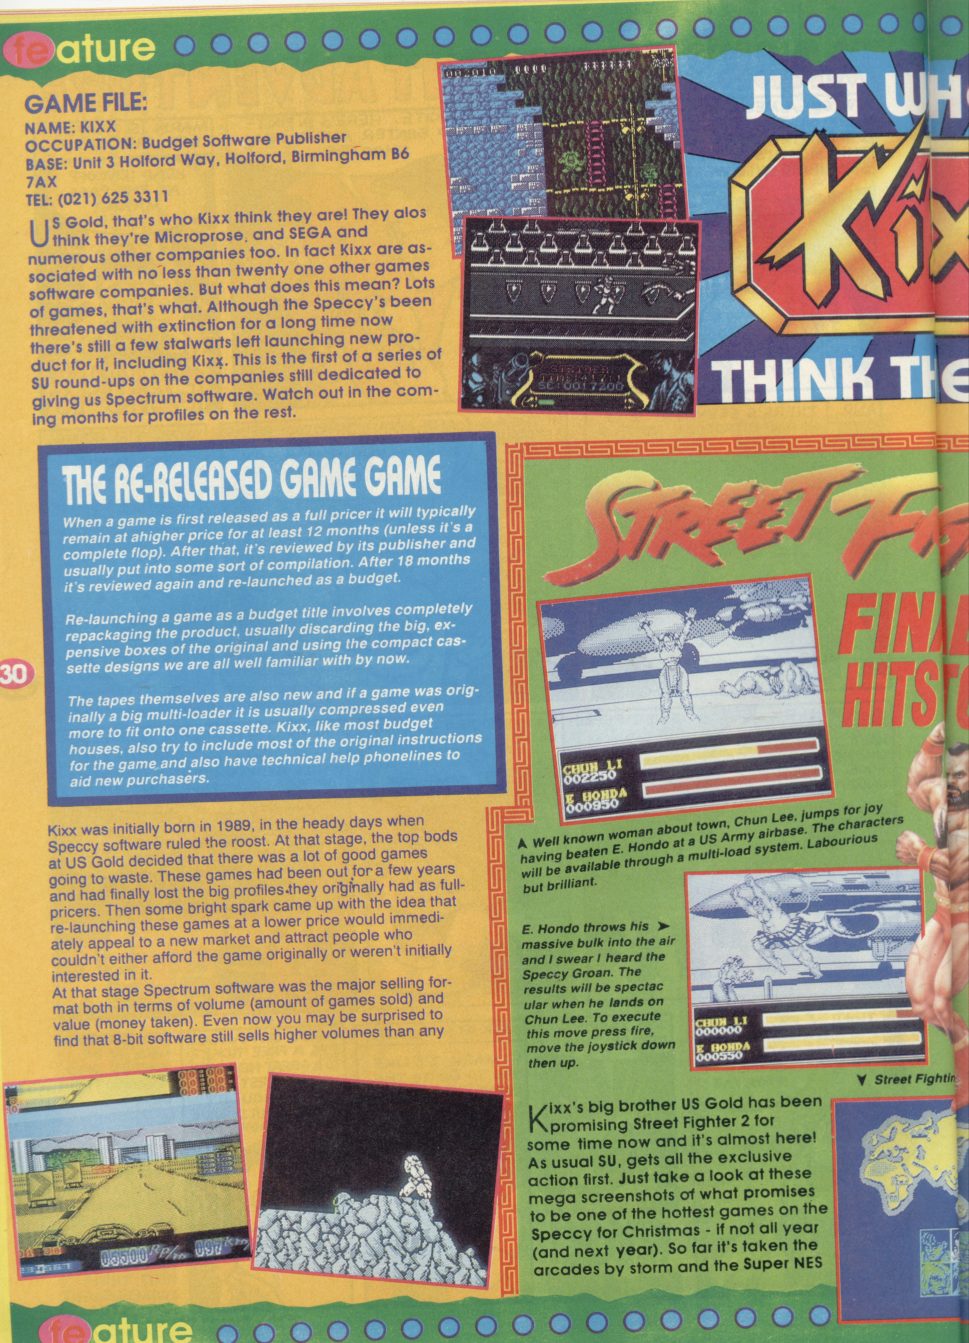 feature
GAME FILE:
NAME: KIXX
OCCUPATION: Budget Software Publisher
BASE: Unit 3 Holford Way, Holford, Birmingham B6
7AX
TEL: (021) 625 3311
US Gold, that's who Kixx think they are! They alos
think they're Microprose, and SEGA and
numerous other companies too. In fact Kixx are as-
sociated with no less than twenty one other games
software companies. But what does this mean? Lots
of games, that's what. Although the Speccy's been
threatened with extinction for a long time now
there's still a few stalwarts left launching new pro-
duct for it, including Kixx. This is the first of a series of
SU round-ups on the companies still dedicated to
giving us Spectrum software. Watch out in the com-
ing months for profiles on the rest.
STRIDER
JUST WH
Kix
THINK THE
THE RE-RELEASED GAME GAME
When a game is first released as a full pricer it will typically
remain at ahigher price for at least 12 months (unless it's a
complete flop). After that, it's reviewed by its publisher and
usually put into some sort of compilation. After 18 months
it's reviewed again and re-launched as a budget.
Re-launching a game as a budget title involves completely
repackaging the product, usually discarding the big, ex-
pensive boxes of the original and using the compact cas-
sette designs we are all well familiar with by now.
The tapes themselves are also new and if a game was orig-
inally a big multi-loader it is usually compressed even
more to fit onto one cassette. Kixx, like most budget
houses, also try to include most of the original instructions
for the game and also have technical help phonelines to
aid new purchasers.
30
Kixx was initially born in 1989, in the heady days when
Speccy software ruled the roost. At that stage, the top bods
at US Gold decided that there was a lot of good games
going to waste. These games had been out for a few years
and had finally lost the big profiles they originally had as full-
pricers. Then some bright spark came up with the idea that
re-launching these games at a lower price would immedi-
ately appeal to a new market and attract people who
couldn't either afford the game originally or weren't initially
interested in it.
At that stage Spectrum software was the major selling for-
mat both in terms of volume (amount of games sold) and
value (money taken). Even now you may be surprised to
find that 8-bit software still sells higher volumes than any
STREET FI
FINA
HITS TO
CHUN LI
002250
E HONDA
000950
Well known woman about town, Chun Lee, jumps for joy
having beaten E. Honda at a US Army airbase. The characters
will be available through a multi-load system. Labourious
but brilliant.
E. Hondo throws his
massive bulk into the air
and I swear I heard the
Speccy Groan. The
results will be spectac
ular when he lands on
Chun Lee. To execute
this move press fire,
move the joystick down
then up.
CHUN LI
000000
E HONDA
000550
Street Fightin
Kixx's big brother US Gold has been
promising Street Fighter 2 for
some time now and it's almost here!
As usual SU, gets all the exclusive
action first. Just take a look at these
mega screenshots of what promises
to be one of the hottest games on the
Speccy for Christmas - if not all year
(and next year). So far it's taken the
arcades by storm and the Super NES
feature